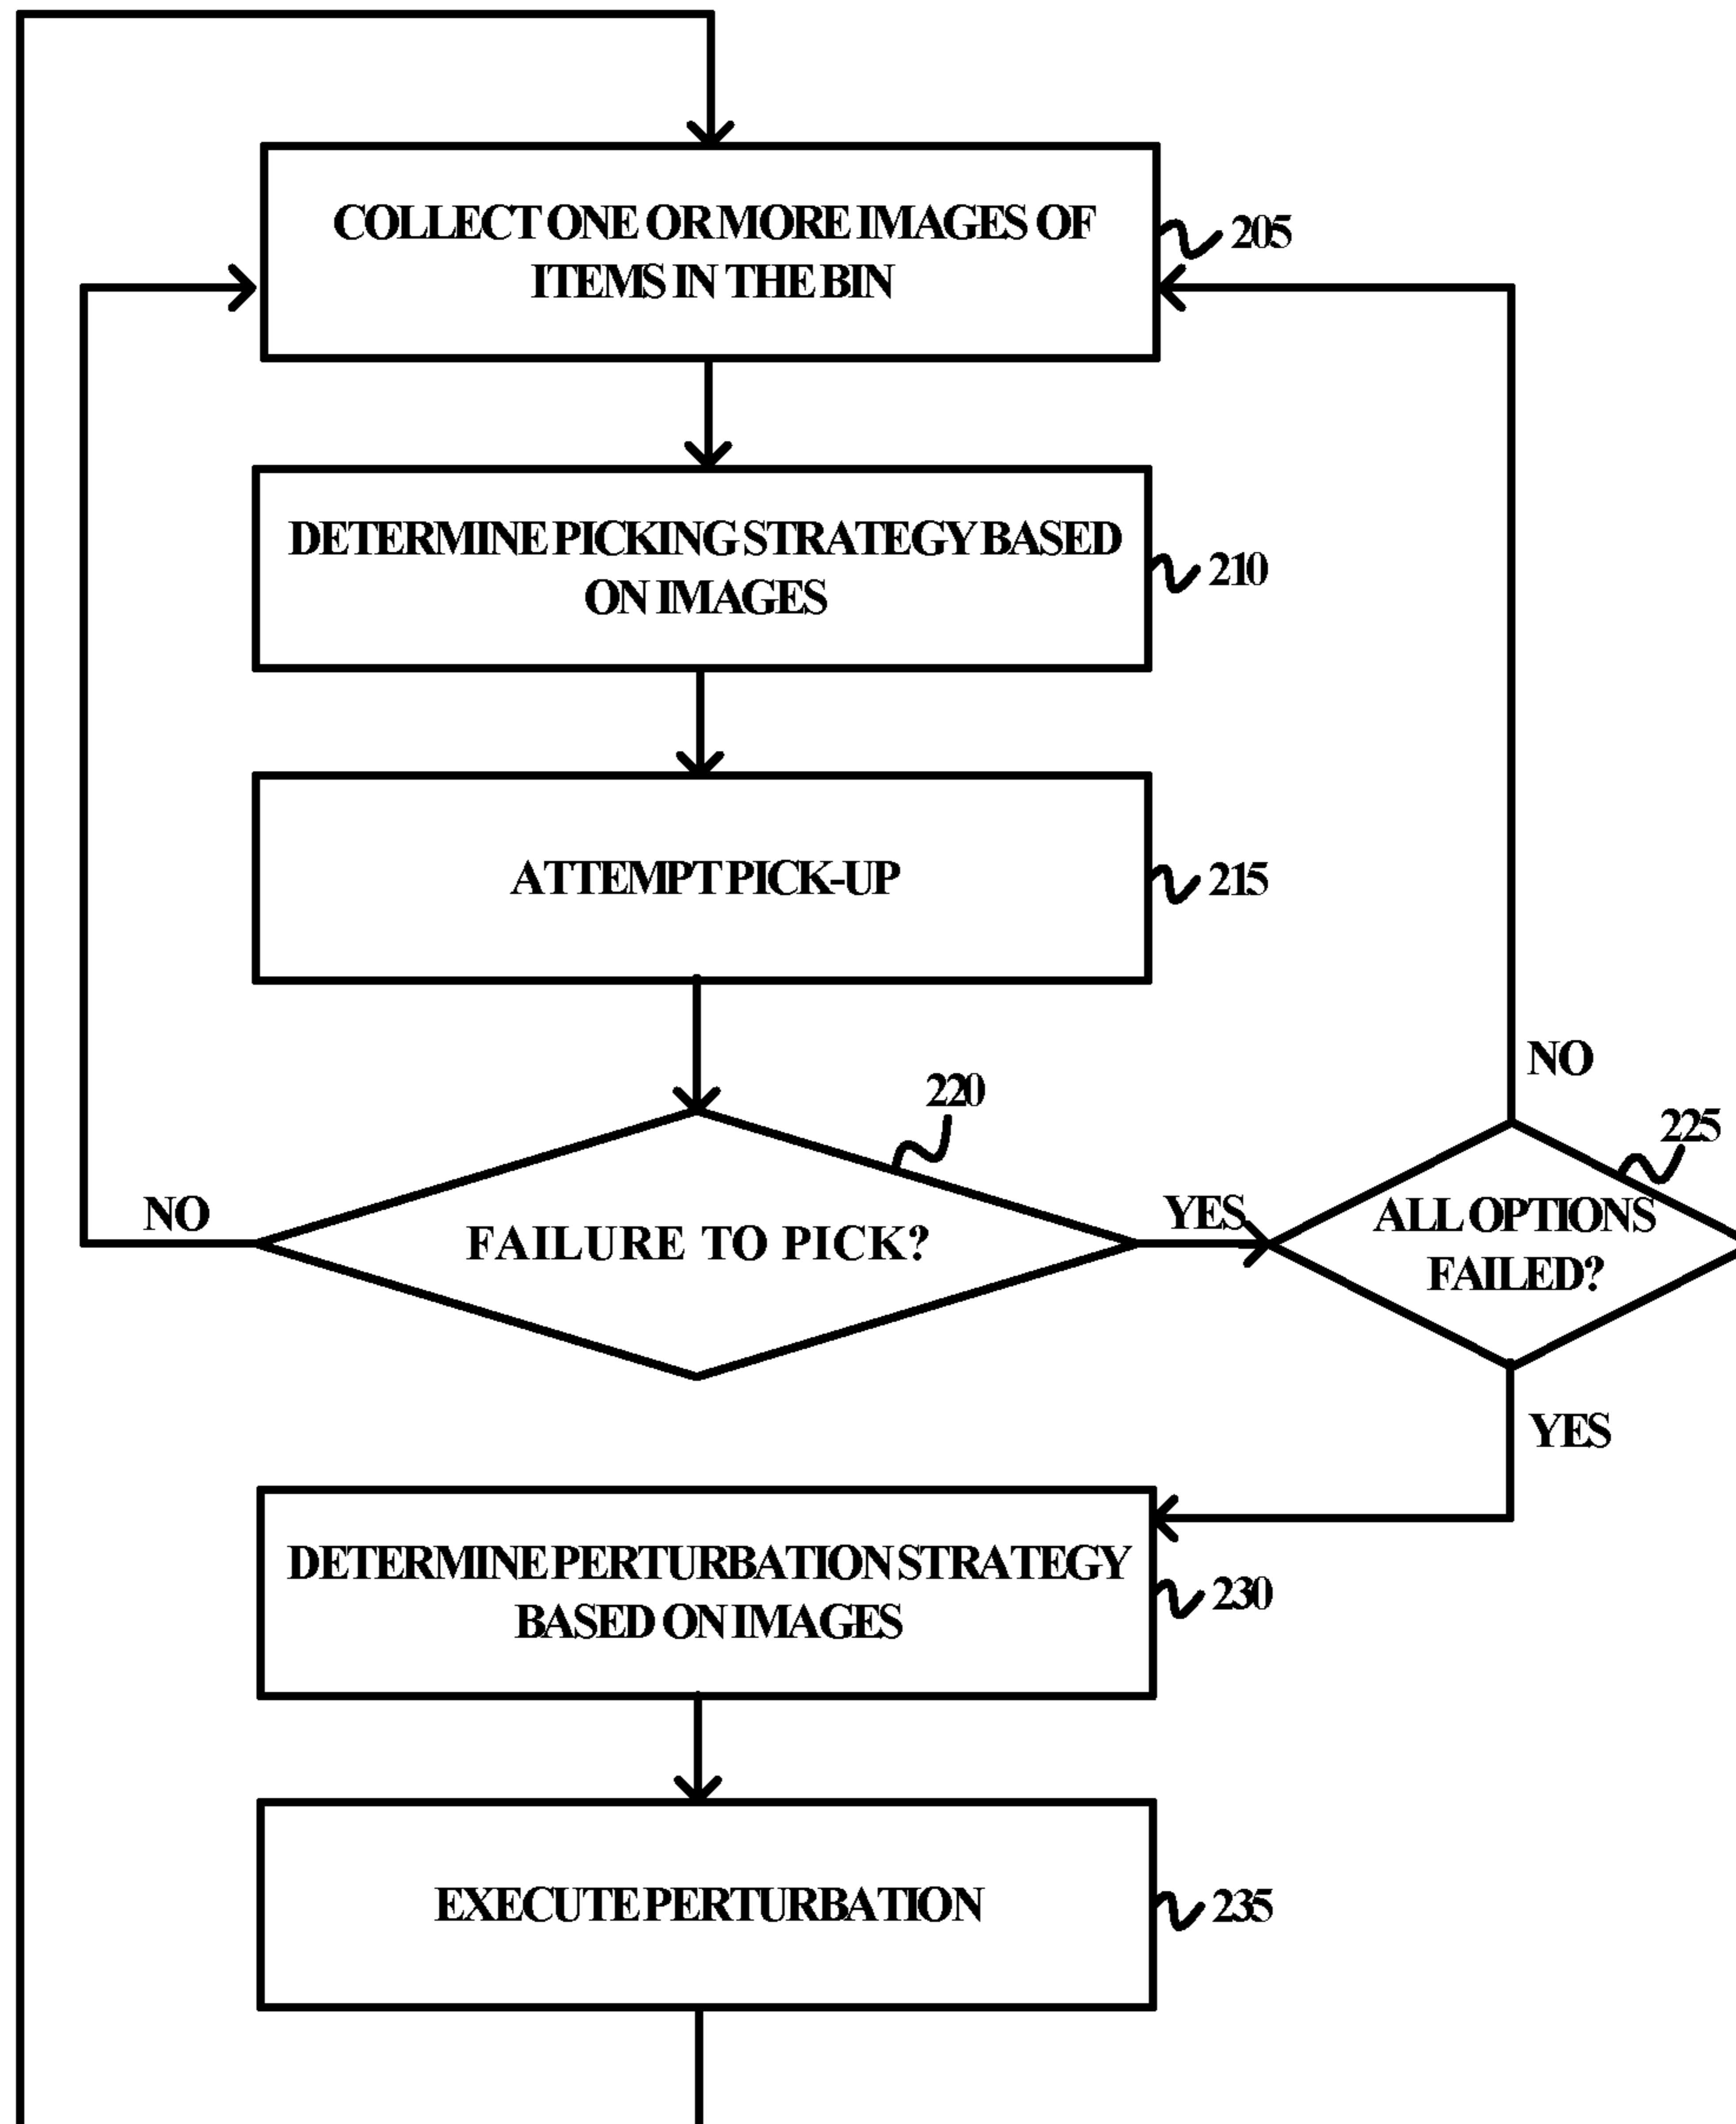 COLLECT ONE OR MORE IMAGES OF
ITEMS IN THE BIN
205
DETERMINE PICKING STRATEGY BASED
ON IMAGES
210
ATTEMPT PICK-UP
215
220
FAILURE TO PICK?
NO
YES
225
ALL OPTIONS
FAILED?
NO
YES
DETERMINE PERTURBATION STRATEGY
BASED ON IMAGES
230
EXECUTE PERTURBATION
235